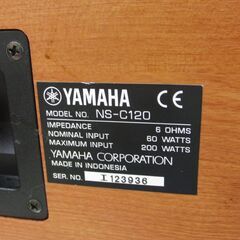 YAMAHA CE
MODEL NO. NS-C120
IMPEDANCE 6 OHMS
NOMINAL INPUT 60 WATTS
MAXIMUM INPUT 200 WATTS
YAMAHA CORPORATION
MADE IN INDONESIA
SER. NO. I123936